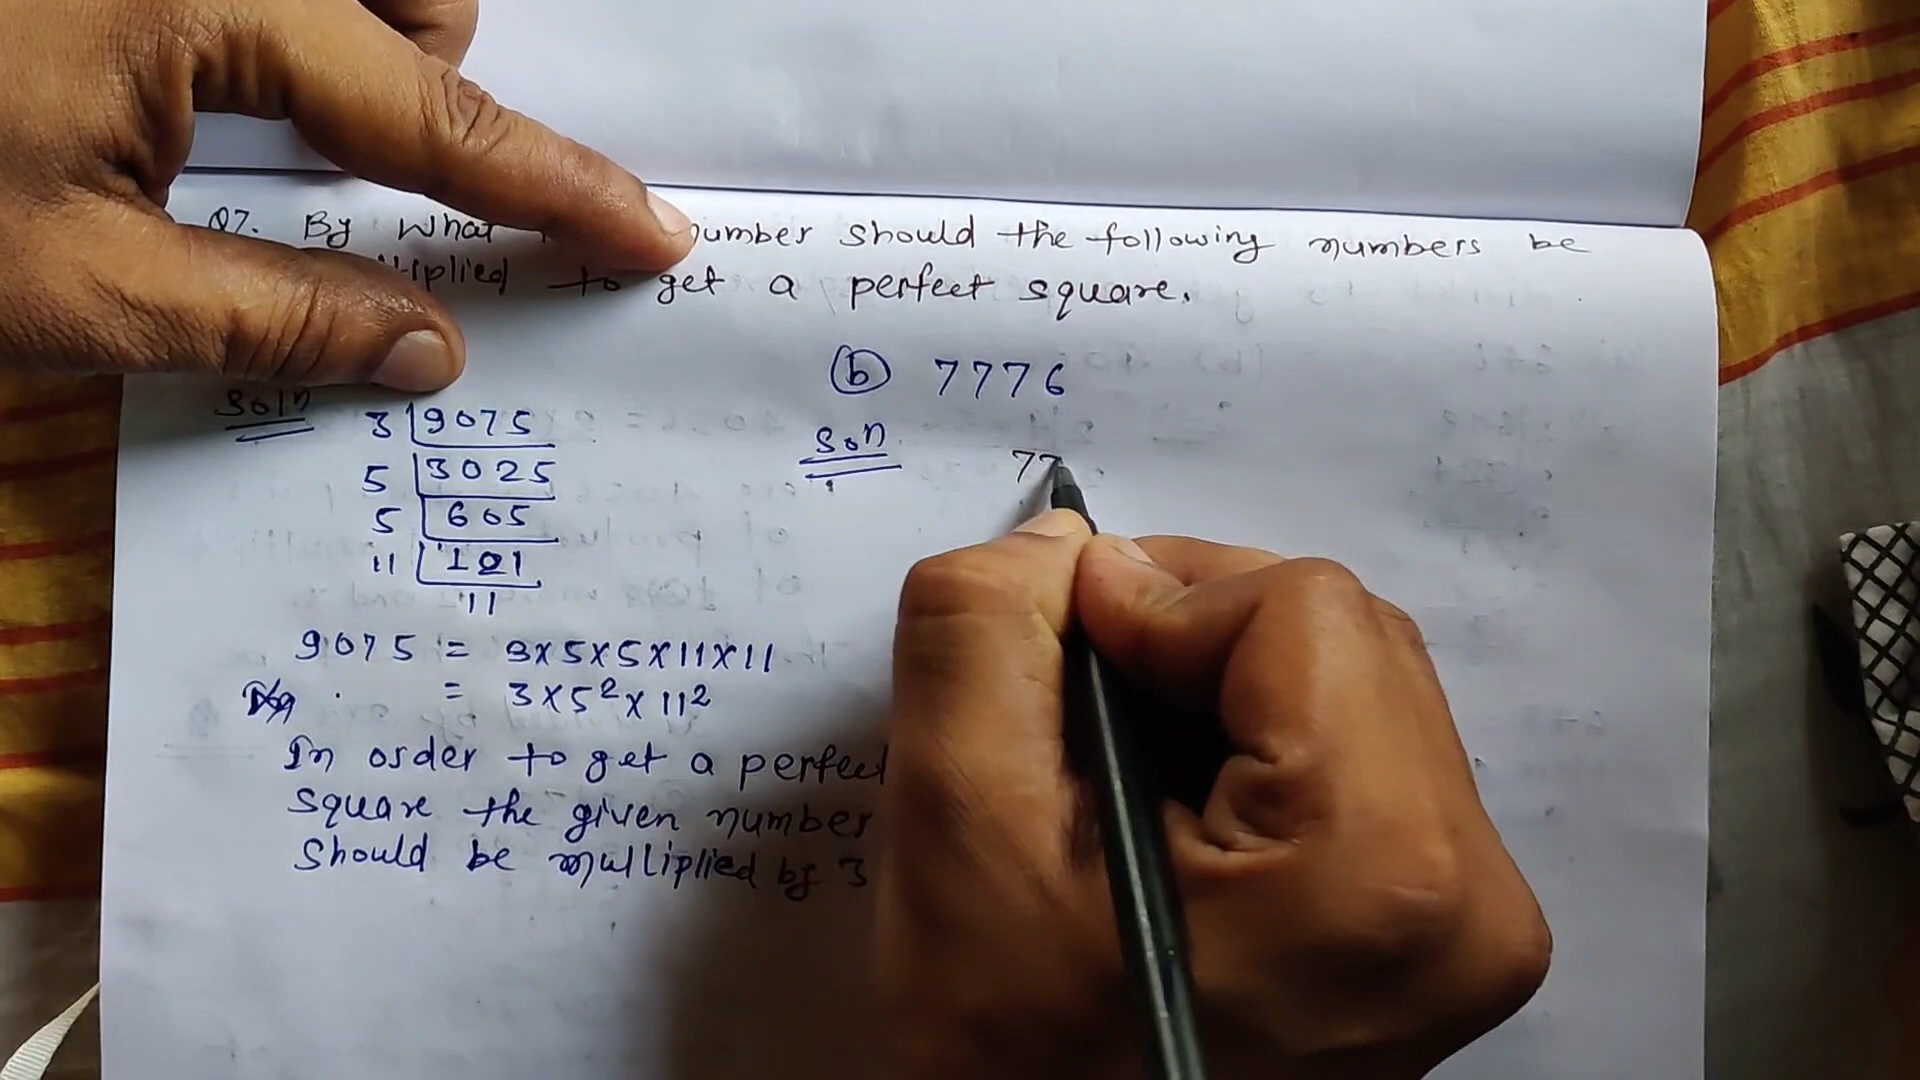 Q7. By What number should the following numbers be
get a perfect square.
Soln
3 9075
5 3025
5 605
11 121
11
9075 = 3x5x5x11x11
= 3x5²x11²
In order to get a perfect
square the given number
should be multiplied by 3
(b) 7776
Son
77